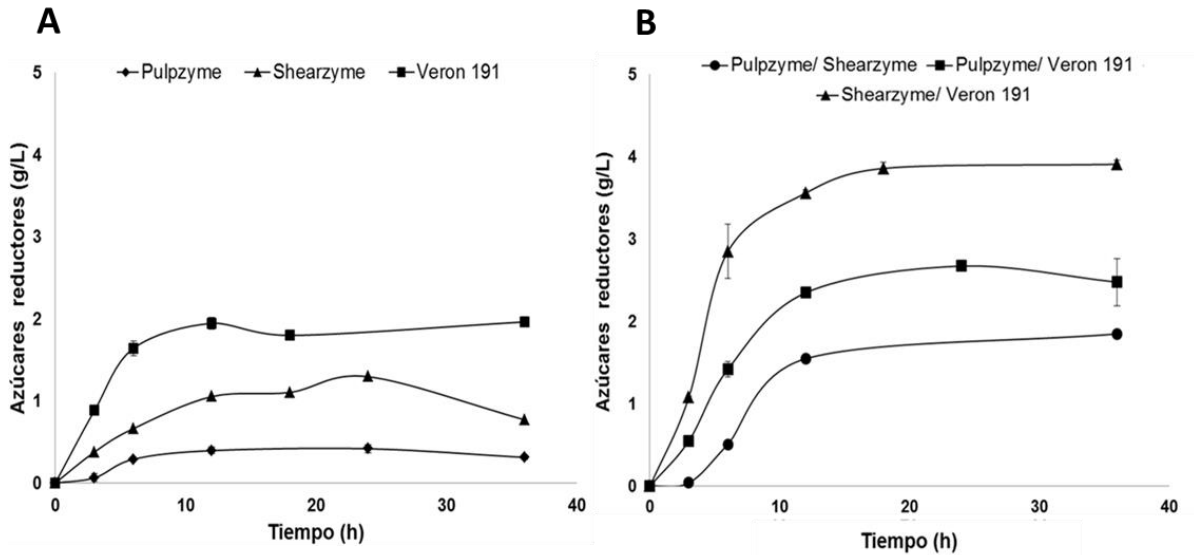 A
Pulpzyme Shearzyme Veron 191
5
4
3
2
1
0
0 10 20 30 40
Azúcares reductores (g/L)
Tiempo (h)
B
Pulpzyme/ Shearzyme Pulpzyme/ Veron 191
Shearzyme/ Veron 191
5
4
3
2
1
0
0 10 20 30 40
Azúcares reductores (g/L)
Tiempo (h)